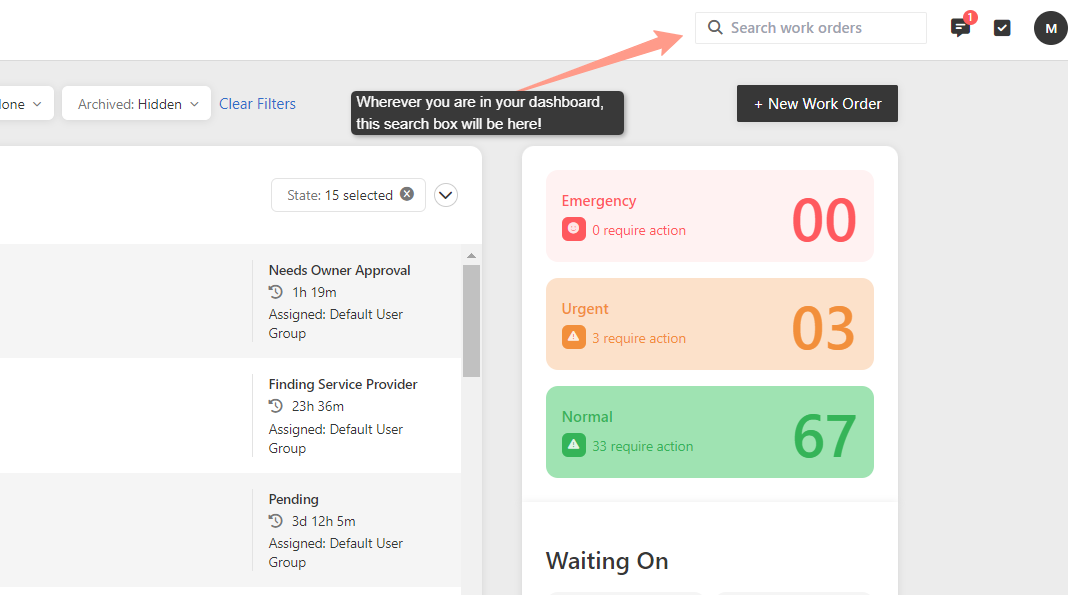 Search work orders
1
M
Archived: Hidden
Clear Filters
Wherever you are in your dashboard,
this search box will be here!
+ New Work Order
State: 15 selected
Needs Owner Approval
1h 19m
Assigned: Default User
Group
Finding Service Provider
23h 36m
Assigned: Default User
Group
Pending
3d 12h 5m
Assigned: Default User
Group
Emergency
0 require action
00
Urgent
3 require action
03
Normal
33 require action
67
Waiting On